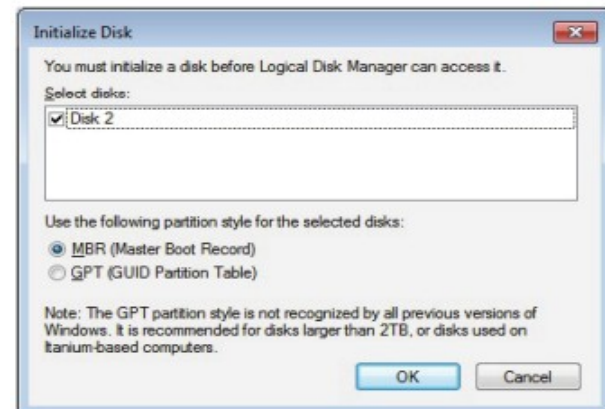 Initialize Disk
You must initialize a disk before Logical Disk Manager can access it.
Select disks:
Disk 2
Use the following partition style for the selected disks:
MBR (Master Boot Record)
GPT (GUID Partition Table)
Note: The GPT partition style is not recognized by all previous versions of
Windows. It is recommended for disks larger than 2TB, or disks used on
Itanium-based computers.
OK Cancel